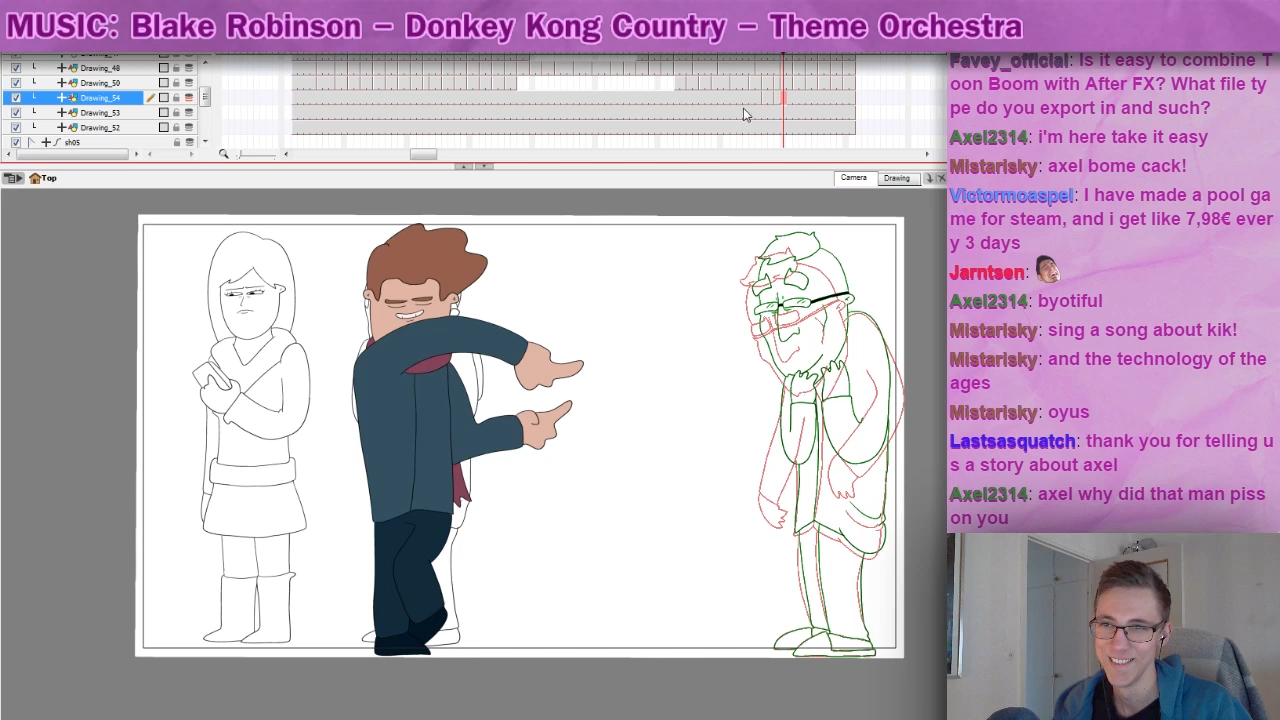 MUSIC: Blake Robinson – Donkey Kong Country – Theme Orchestra
Drawing_48
Drawing_50
Drawing_54
Drawing_53
Drawing_52
sh05
Top
Camera
Drawing
Favey_official: Is it easy to combine T
oon Boom with After FX? What file ty
pe do you export in and such?
Axel2314: i'm here take it easy
Mistarisky: axel bome cack!
Victormoaspel: I have made a pool ga
me for steam, and i get like 7,98€ ever
y 3 days
Jarntsen:
Axel2314: byotiful
Mistarisky: sing a song about kik!
Mistarisky: and the technology of the
ages
Mistarisky: oyus
Lastsasquatch: thank you for telling u
s a story about axel
Axel2314: axel why did that man piss
on you